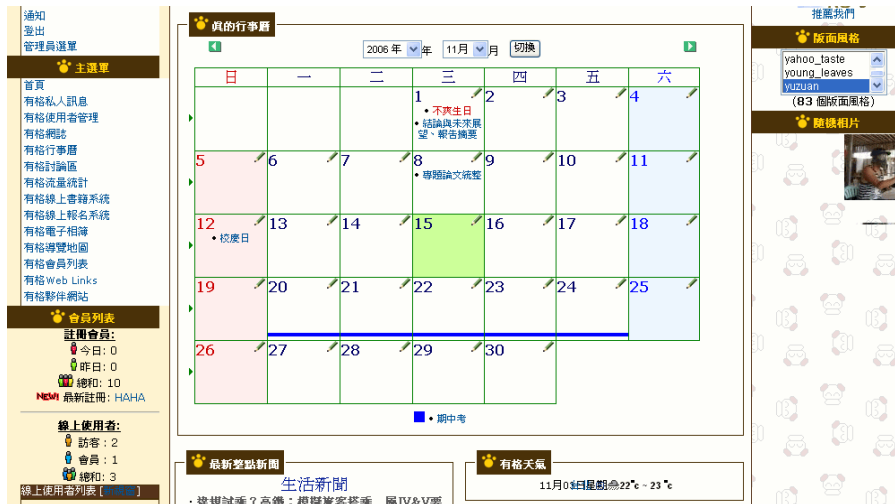 通知
登出
管理員選單
主選單
首頁
有格私人訊息
有格使用者管理
有格網誌
有格行事曆
有格討論區
有格流量統計
有格線上書籍系統
有格線上報名系統
有格電子相簿
有格導覽地圖
有格會員列表
有格Web Links
有格夥伴網站
會員列表
註冊會員:
今日: 0
昨日: 0
總和: 10
NEW! 最新註冊: HAHA
線上使用者:
訪客: 2
會員: 1
總和: 3
線上使用者列表 [
真的行事曆
2006 年 年 11月 月 切換
日 一 二 三 四 五 六
1 2 3 4
• 不爽生日
• 結論與未來展
望、報告摘要
5 6 7 8 9 10 11
• 專題論文統整
12 13 14 15 16 17 18
• 校慶日
19 20 21 22 23 24 25
26 27 28 29 30
• 期中考
最新整點新聞
生活新聞
有格天氣
推薦我們
版面風格
yahoo_taste
young_leaves
yuzuan
(83 個版面風格)
隨機相片